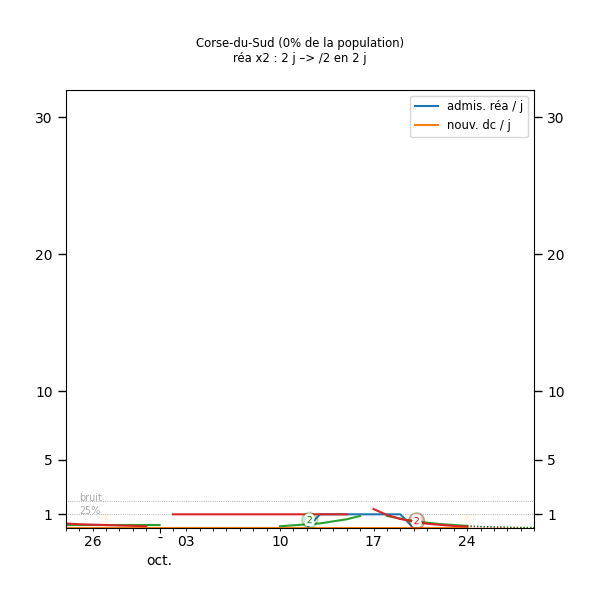 Corse-du-Sud (0% de la population)
réa x2 : 2 j –> /2 en 2 j
admis. réa / j
nouv. dc / j
30 30
20 20
10 10
5 5
bruit
25%
1 1
2 2
26 - 03 10 17 24
oct.